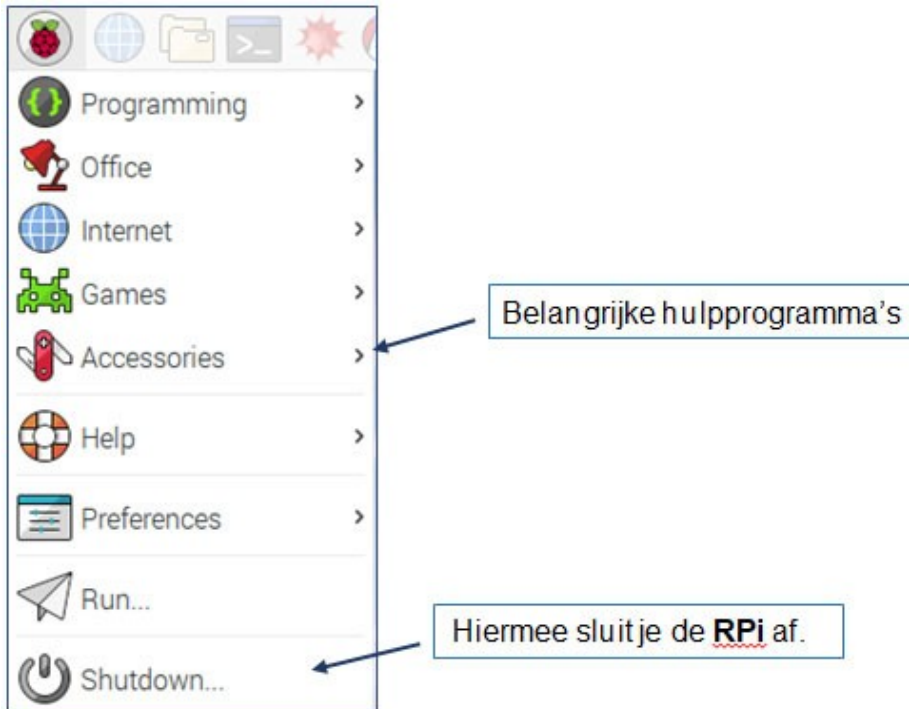 Programming
Office
Internet
Games
Belangrijke hulpprogramma's
Accessories
Help
Preferences
Run...
Hiermee sluit je de RPi af.
Shutdown...